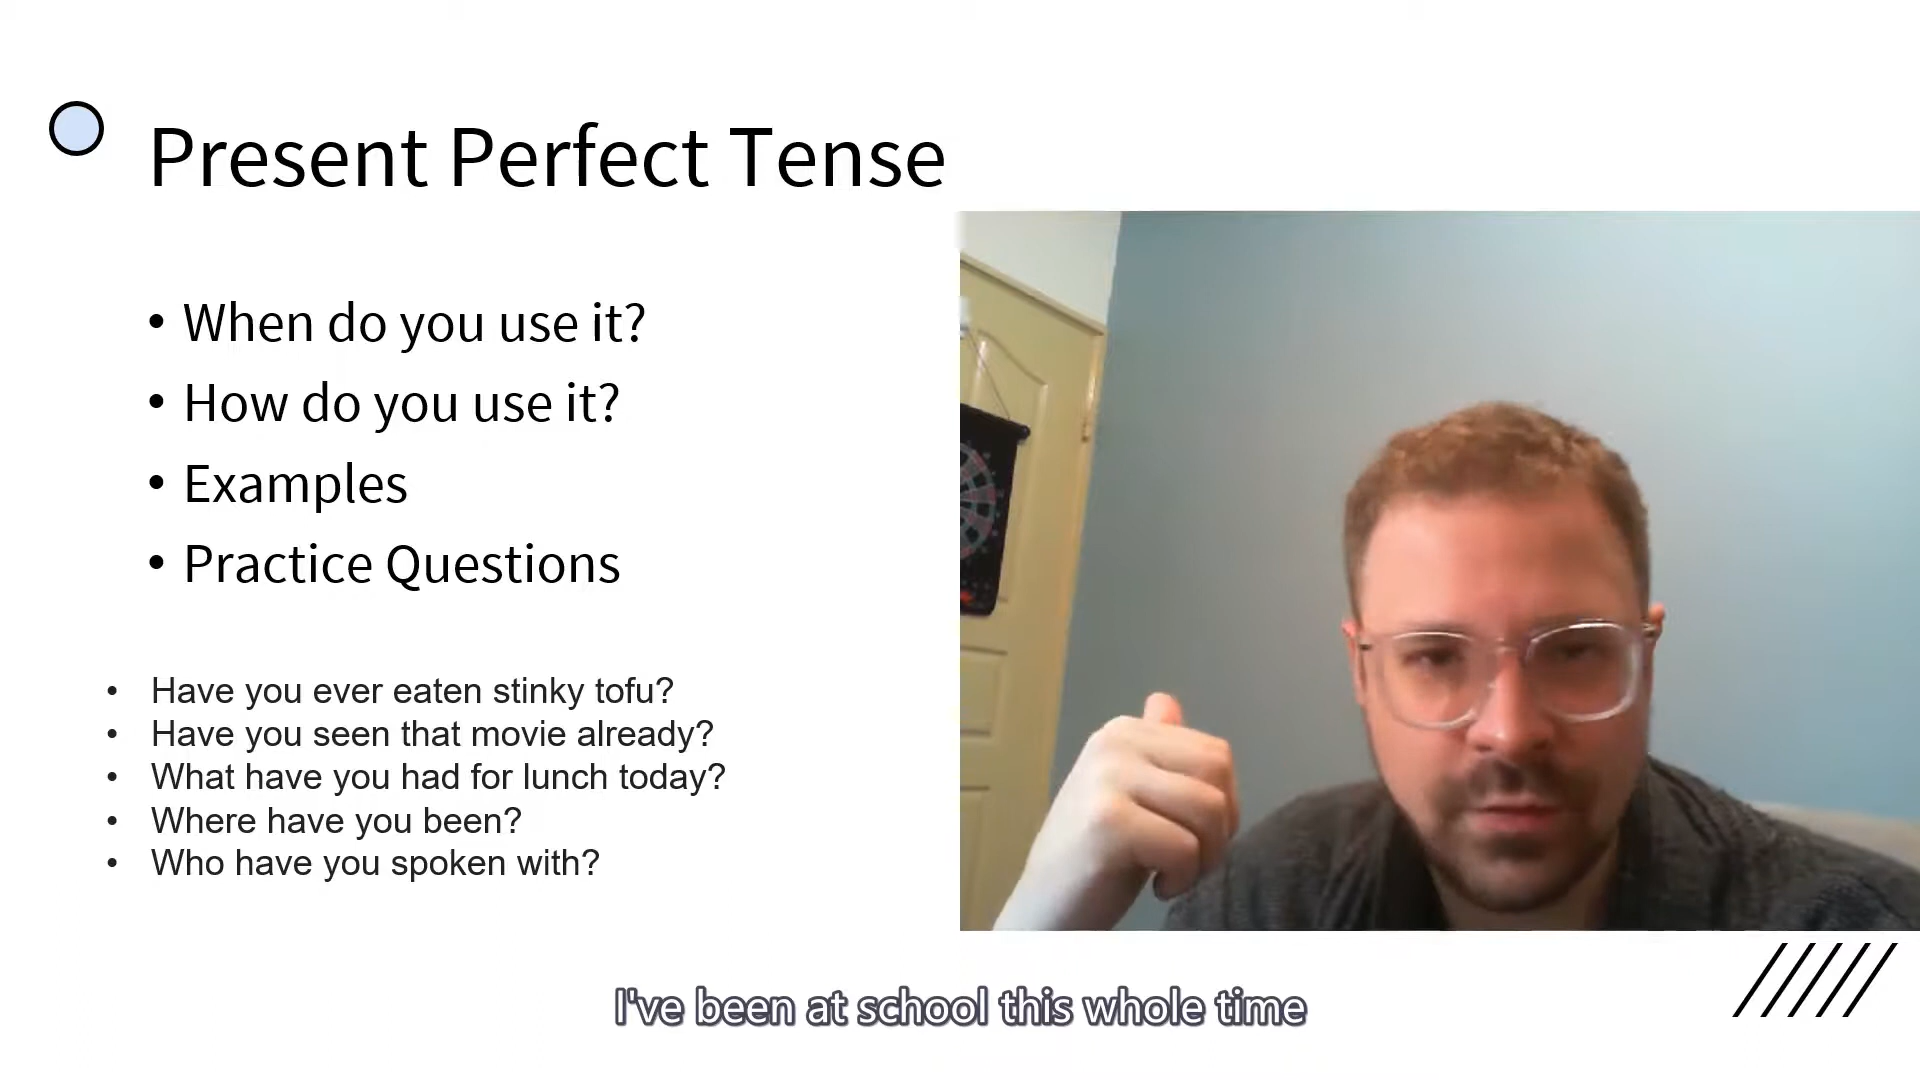 Present Perfect Tense
• When do you use it?
• How do you use it?
• Examples
• Practice Questions
• Have you ever eaten stinky tofu?
• Have you seen that movie already?
• What have you had for lunch today?
• Where have you been?
• Who have you spoken with?
I've been at school this whole time